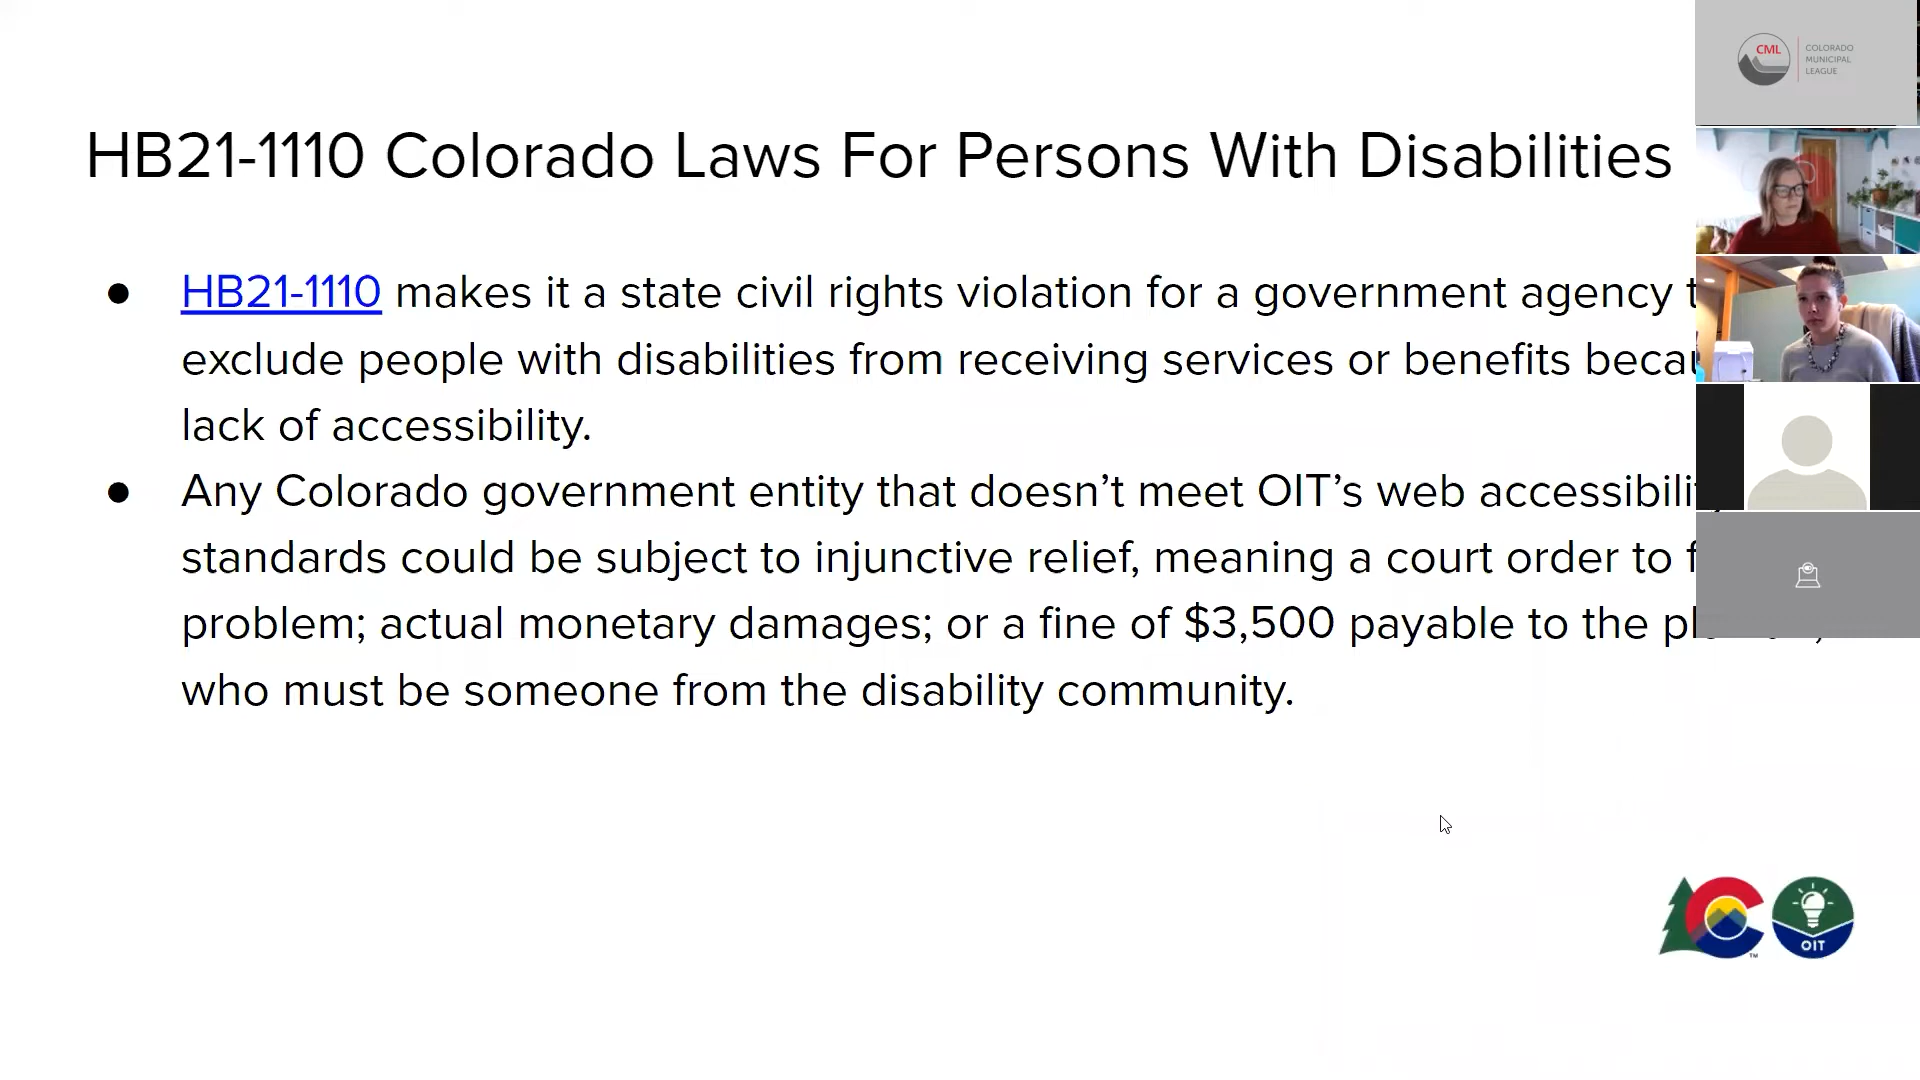 CML
COLORADO
MUNICIPAL
LEAGUE
HB21-1110 Colorado Laws For Persons With Disabilities
● HB21-1110 makes it a state civil rights violation for a government agency
exclude people with disabilities from receiving services or benefits
lack of accessibility.
● Any Colorado government entity that doesn’t meet OIT’s web
standards could be subject to injunctive relief, meaning a court order to
problem; actual monetary damages; or a fine of $3,500 payable to the
who must be someone from the disability community.
TM
OIT